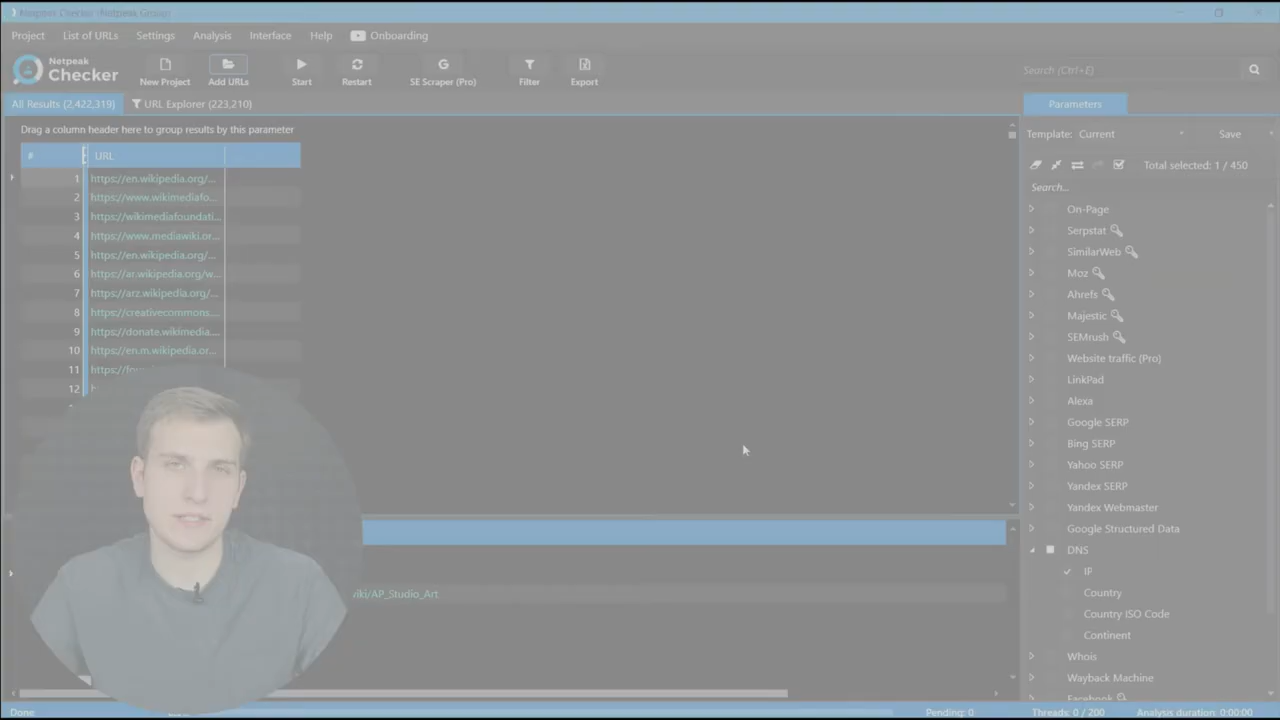 Netpeak Checker - Netpeak Group
Project List of URLs Settings Analysis Interface Help Onboarding
Netpeak
Checker
New Project Add URLs Start Restart SE Scraper (Pro) Filter Export
Search (Ctrl+E)
All Results (2,422,319) URL Explorer (223,210)
Drag a column header here to group results by this parameter
# URL
1 https://en.wikipedia.org/...
2 https://www.wikimediafo...
3 https://wikimediafoundati...
4 https://www.mediawiki.or...
5 https://en.wikipedia.org/...
6 https://ar.wikipedia.org/w...
7 https://arz.wikipedia.org/...
8 https://creativecommons....
9 https://donate.wikimedia....
10 https://en.m.wikipedia.or...
11
12
wiki/AP_Studio_Art
Parameters
Template: Current Save
Total selected: 1 / 450
Search...
On-Page
Serpstat
SimilarWeb
Moz
Ahrefs
Majestic
SEMrush
Website traffic (Pro)
LinkPad
Alexa
Google SERP
Bing SERP
Yahoo SERP
Yandex SERP
Yandex Webmaster
Google Structured Data
DNS
IP
Country
Country ISO Code
Continent
Whois
Wayback Machine
Facebook
Done Pending: 0 Threads: 0 / 200 Analysis duration: 0:00:00